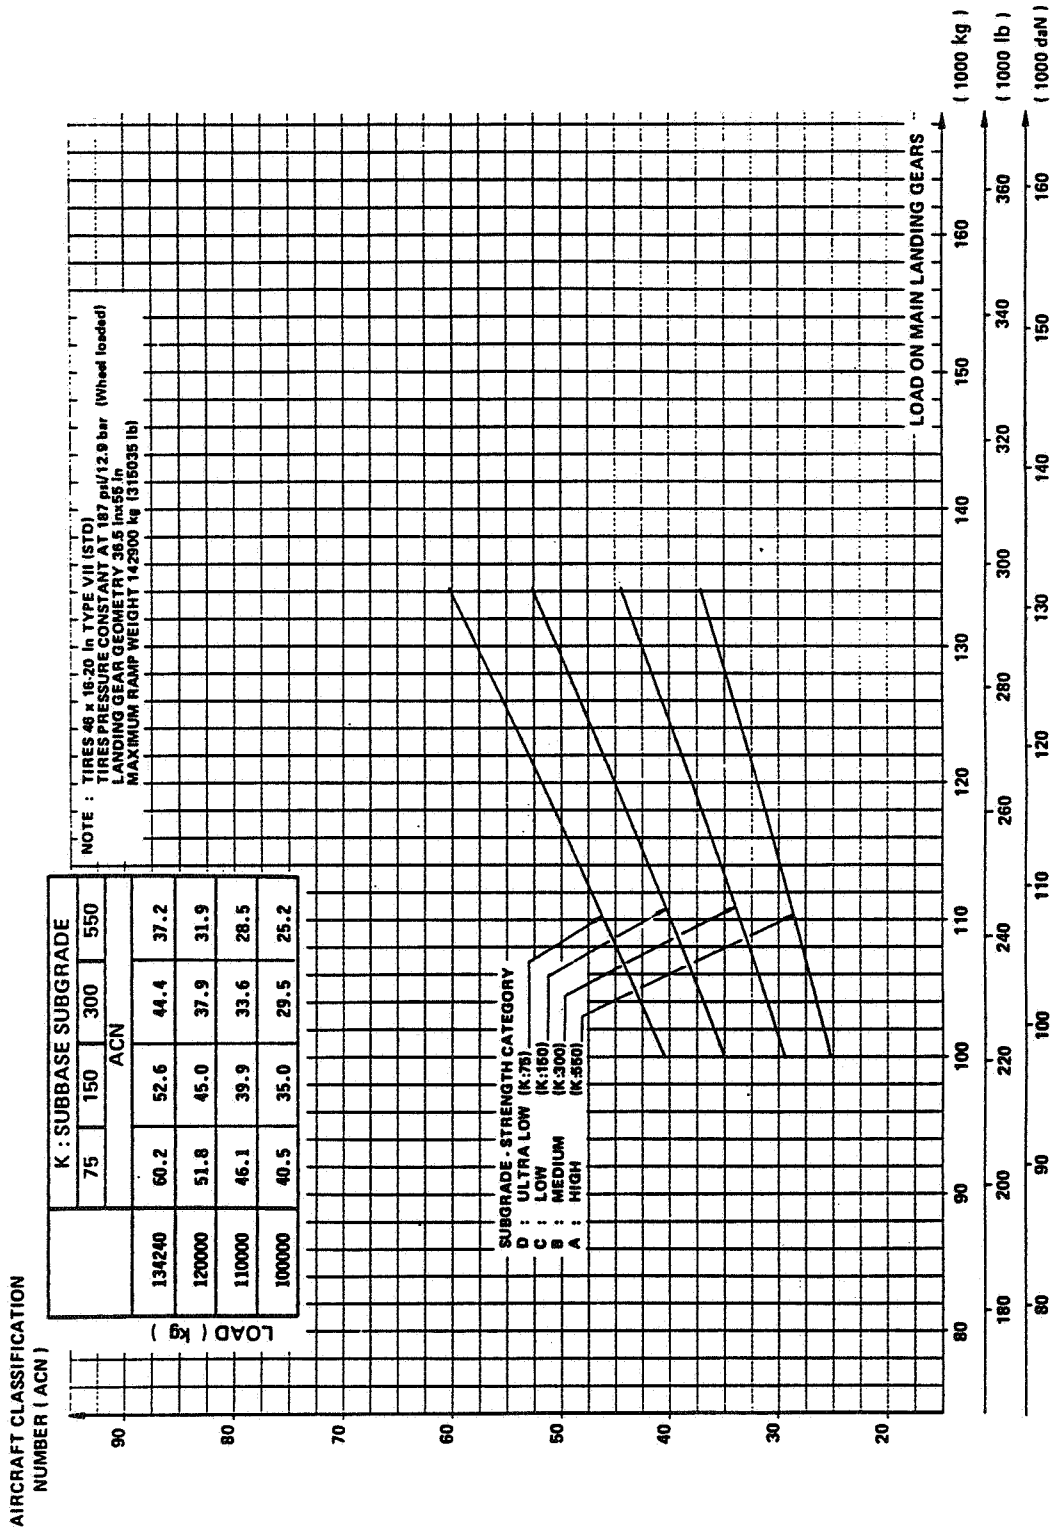 AIRCRAFT CLASSIFICATION
NUMBER ( ACN )
K : SUBBASE SUBGRADE
75 150 300 550
ACN
LOAD ( kg )
134240 60.2 52.6 44.4 37.2
120000 51.8 45.0 37.9 31.9
110000 46.1 39.9 33.6 28.5
100000 40.5 35.0 29.5 25.2
NOTE : TIRES 46 x 16-20 In TYPE VII (STD)
TIRES PRESSURE CONSTANT AT 187 psi/12.9 bar (Wheel loaded)
LANDING GEAR GEOMETRY 36.5 Inx55 In
MAXIMUM RAMP WEIGHT 142900 kg (315035 lb)
SUBGRADE - STRENGTH CATEGORY
D : ULTRA LOW (K:75)
C : LOW (K:150)
B : MEDIUM (K:300)
A : HIGH (K:550)
90
80
70
60
50
40
30
20
LOAD ON MAIN LANDING GEARS
80 90 100 110 120 130 140 150 160 ( 1000 kg )
180 200 220 240 260 280 300 320 340 360 ( 1000 lb )
80 90 100 110 120 130 140 150 160 ( 1000 daN )